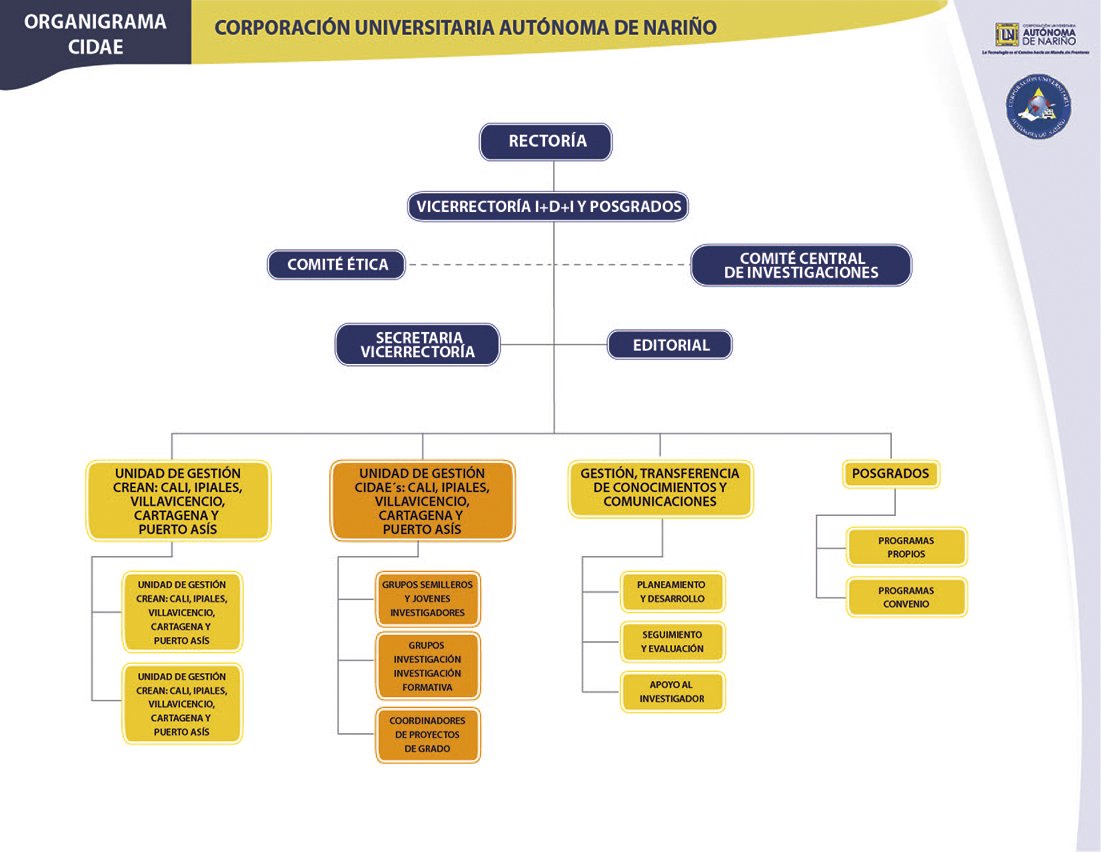 ORGANIGRAMA
CIDAE
CORPORACIÓN UNIVERSITARIA AUTÓNOMA DE NARIÑO
CORPORACIÓN UNIVERSITARIA
AUTÓNOMA
DE NARIÑO
La Tecnología es el Camino hacia un Mundo sin Fronteras
CORPORACIÓN UNIVERSITARIA
AUTÓNOMA DE NARIÑO
RECTORÍA
VICERRECTORÍA I+D+I Y POSGRADOS
COMITÉ ÉTICA
COMITÉ CENTRAL
DE INVESTIGACIONES
SECRETARIA
VICERRECTORÍA
EDITORIAL
UNIDAD DE GESTIÓN
CREAN: CALI, IPIALES,
VILLAVICENCIO,
CARTAGENA Y
PUERTO ASÍS
UNIDAD DE GESTIÓN
CIDAE´s: CALI, IPIALES,
VILLAVICENCIO,
CARTAGENA Y
PUERTO ASÍS
GESTIÓN, TRANSFERENCIA
DE CONOCIMIENTOS Y
COMUNICACIONES
POSGRADOS
UNIDAD DE GESTIÓN
CREAN: CALI, IPIALES,
VILLAVICENCIO,
CARTAGENA Y
PUERTO ASÍS
UNIDAD DE GESTIÓN
CREAN: CALI, IPIALES,
VILLAVICENCIO,
CARTAGENA Y
PUERTO ASÍS
GRUPOS SEMILLEROS
Y JOVENES
INVESTIGADORES
GRUPOS
INVESTIGACIÓN
INVESTIGACIÓN
FORMATIVA
COORDINADORES
DE PROYECTOS
DE GRADO
PLANEAMIENTO
Y DESARROLLO
SEGUIMIENTO
Y EVALUACIÓN
APOYO AL
INVESTIGADOR
PROGRAMAS
PROPIOS
PROGRAMAS
CONVENIO